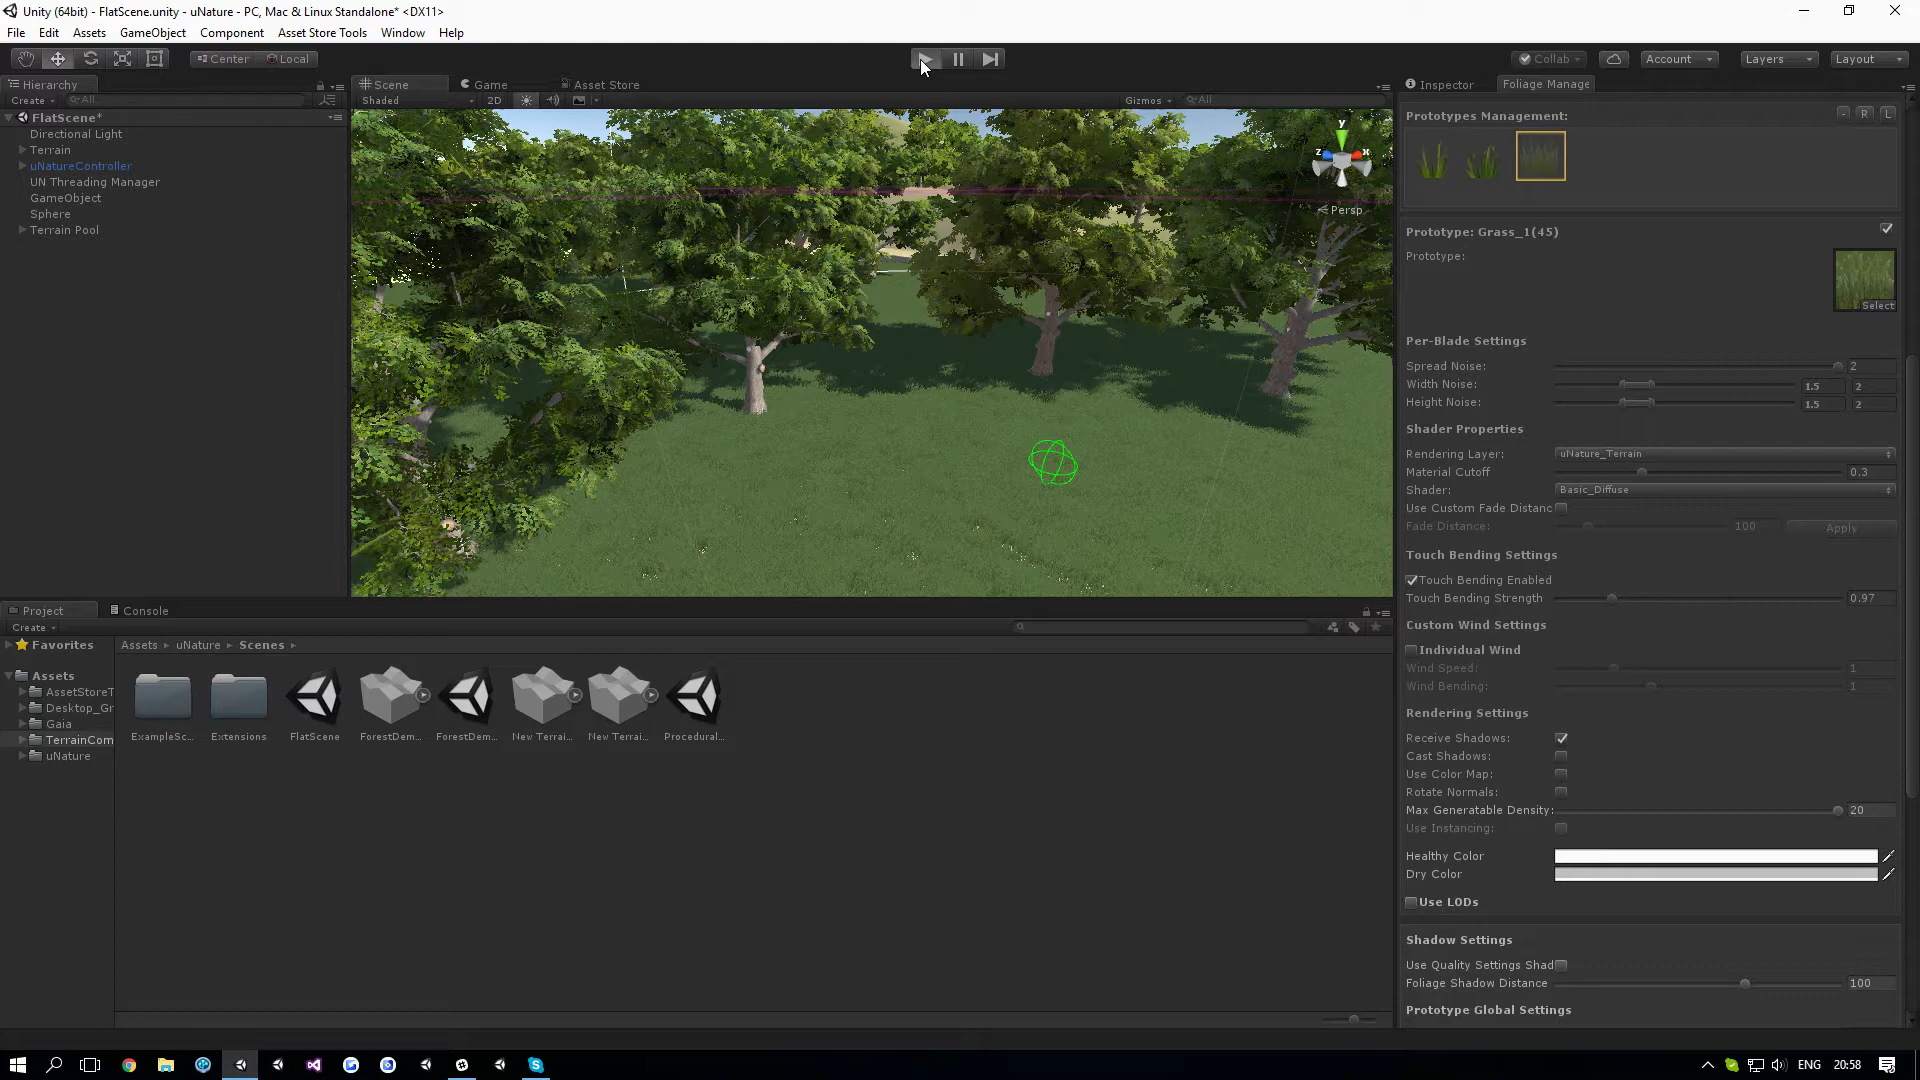 Unity (64bit) - FlatScene.unity - uNature - PC, Mac & Linux Standalone* <DX11>
File Edit Assets GameObject Component Asset Store Tools Window Help
Center Local Collab Account Layers Layout
Hierarchy
Create All
FlatScene*
Directional Light
Terrain
uNatureController
UN Threading Manager
GameObject
Sphere
Terrain Pool
Scene Game Asset Store
Shaded 2D Gizmos All
y
z x
Persp
Inspector Foliage Manage
Prototypes Management: - R L
Prototype: Grass_1(45)
Prototype:
Select
Per-Blade Settings
Spread Noise: 2
Width Noise: 1.5 2
Height Noise: 1.5 2
Shader Properties
Rendering Layer: uNature_Terrain
Material Cutoff 0.3
Shader: Basic_Diffuse
Use Custom Fade Distanc
Fade Distance: 100 Apply
Touch Bending Settings
Touch Bending Enabled
Touch Bending Strength 0.97
Custom Wind Settings
Individual Wind
Wind Speed: 1
Wind Bending: 1
Rendering Settings
Receive Shadows:
Cast Shadows:
Use Color Map:
Rotate Normals:
Max Generatable Density: 20
Use Instancing:
Healthy Color
Dry Color
Use LODs
Shadow Settings
Use Quality Settings Shad
Foliage Shadow Distance 100
Prototype Global Settings
Project Console
Create
Favorites
Assets
AssetStoreT
Desktop_Gr
Gaia
TerrainCom
uNature
Assets uNature Scenes
ExampleSc... Extensions FlatScene ForestDem... ForestDem... New Terrai... New Terrai... Procedural...
ENG 20:58